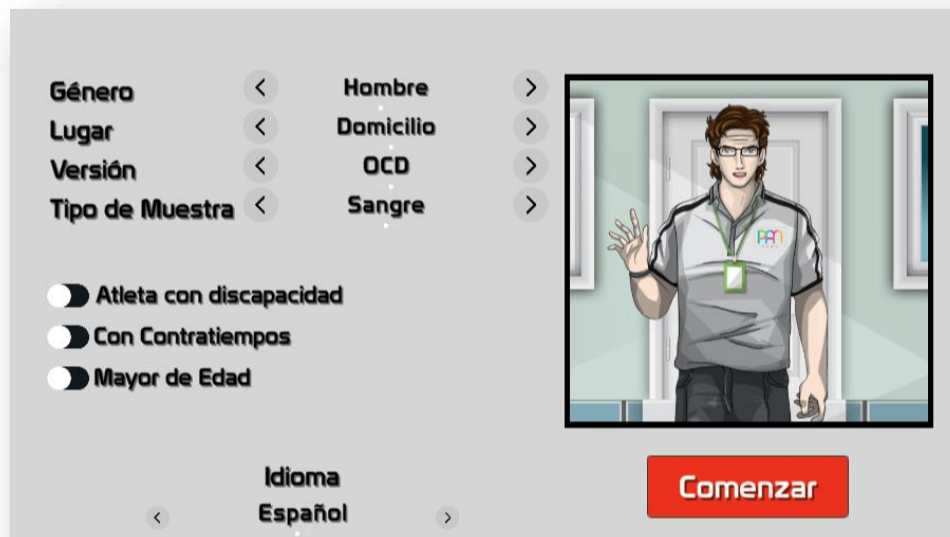 Género < Hombre >
Lugar < Domicilio >
Versión < OCD >
Tipo de Muestra < Sangre >
Atleta con discapacidad
Con Contratiempos
Mayor de Edad
Idioma
< Español >
PAN
Comenzar